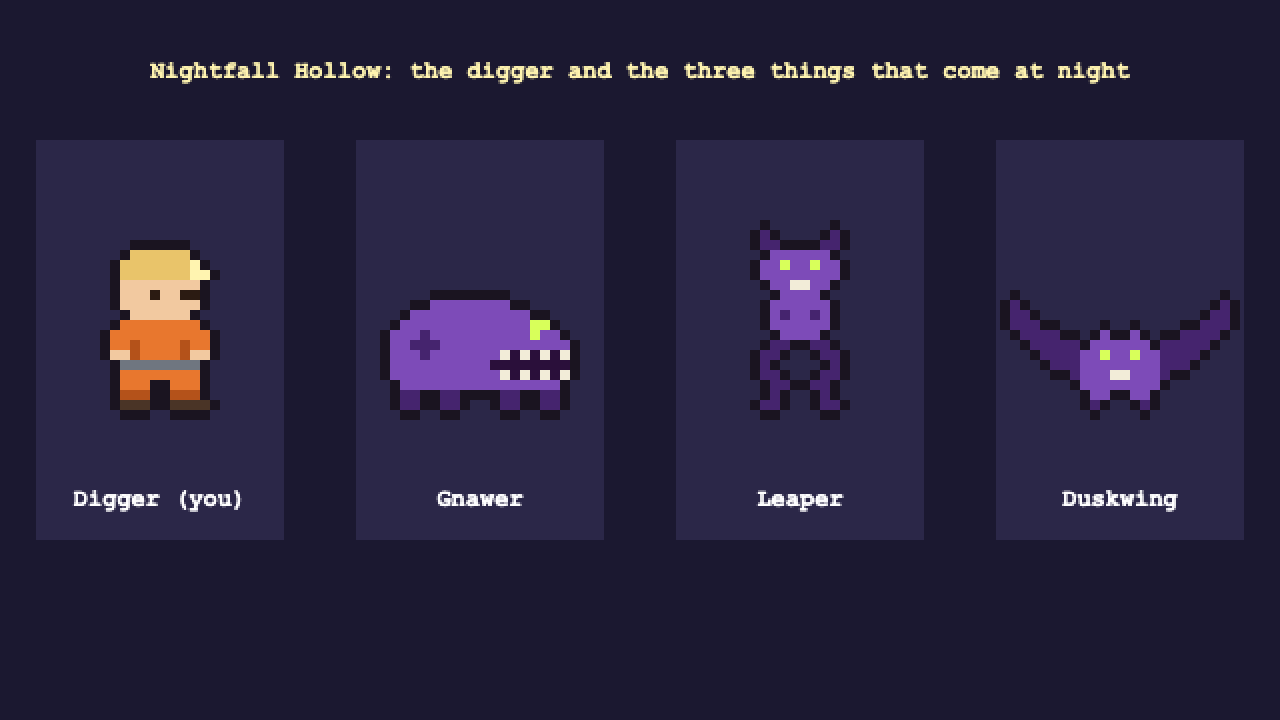 Nightfall Hollow: the digger and the three things that come at night
Digger (you)
Gnawer
Leaper
Duskwing